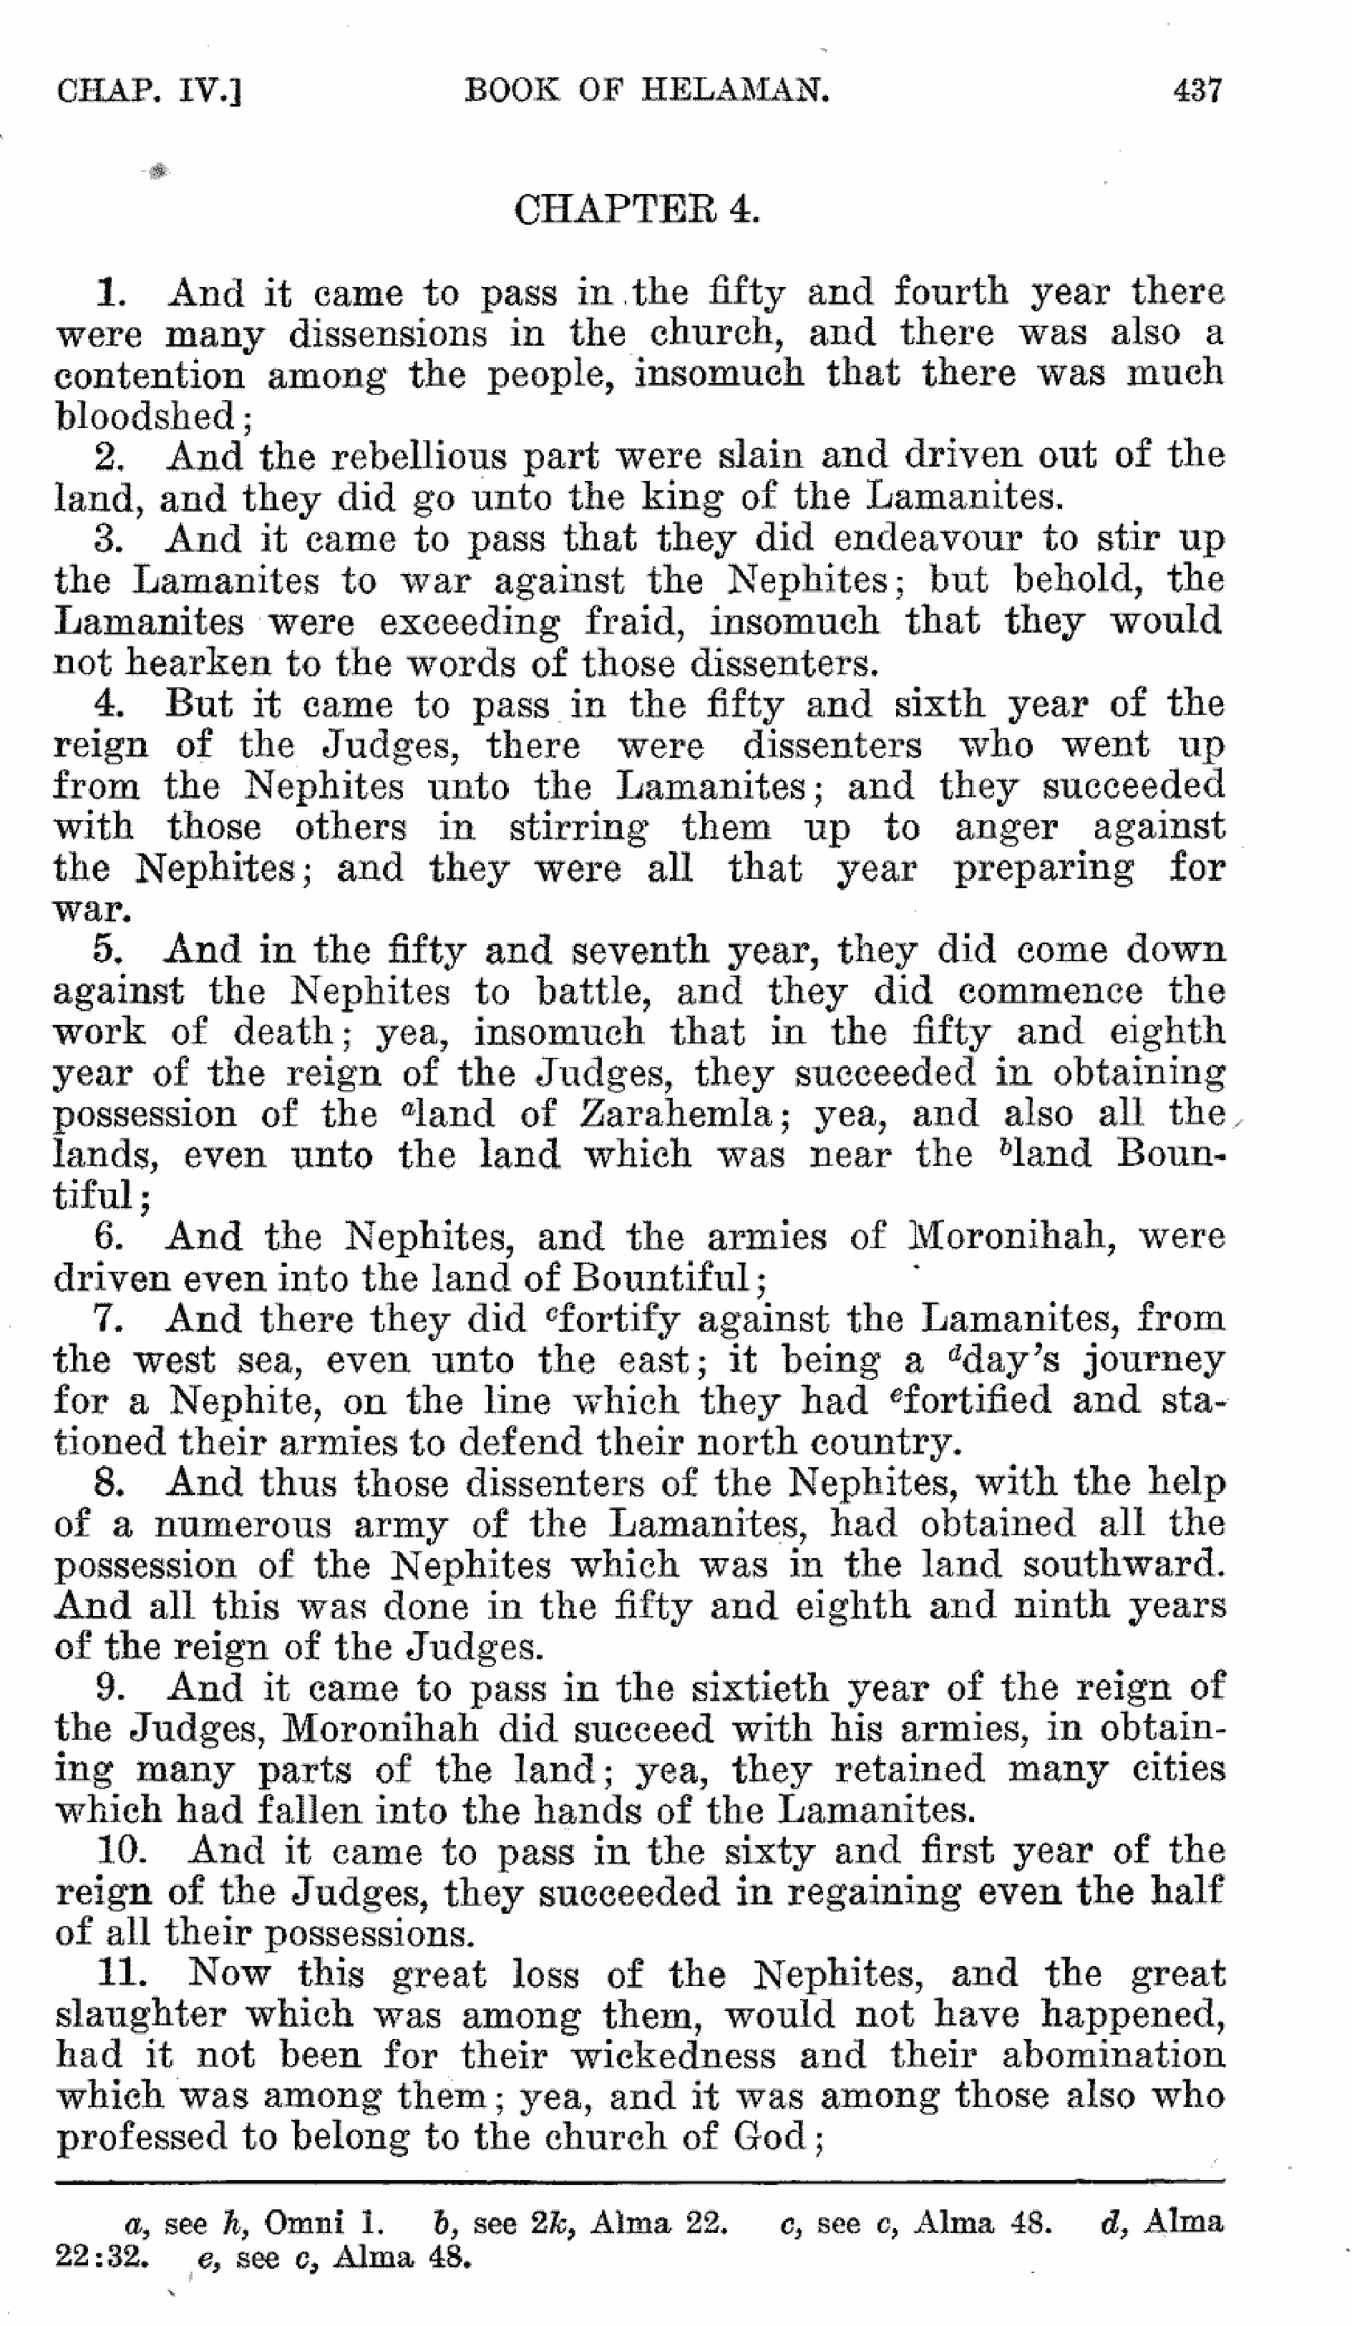 CHAP. IV.] BOOK OF HELAMAN. 437
CHAPTER 4.
1. And it came to pass in the fifty and fourth year there
were many dissensions in the church, and there was also a
contention among the people, insomuch that there was much
bloodshed;
2. And the rebellious part were slain and driven out of the
land, and they did go unto the king of the Lamanites.
3. And it came to pass that they did endeavour to stir up
the Lamanites to war against the Nephites; but behold, the
Lamanites were exceeding fraid, insomuch that they would
not hearken to the words of those dissenters.
4. But it came to pass in the fifty and sixth year of the
reign of the Judges, there were dissenters who went up
from the Nephites unto the Lamanites; and they succeeded
with those others in stirring them up to anger against
the Nephites; and they were all that year preparing for
war.
5. And in the fifty and seventh year, they did come down
against the Nephites to battle, and they did commence the
work of death; yea, insomuch that in the fifty and eighth
year of the reign of the Judges, they succeeded in obtaining
possession of the aland of Zarahemla; yea, and also all the
lands, even unto the land which was near the bland Boun-
tiful;
6. And the Nephites, and the armies of Moronihah, were
driven even into the land of Bountiful;
7. And there they did cfortify against the Lamanites, from
the west sea, even unto the east; it being a dday's journey
for a Nephite, on the line which they had efortified and sta-
tioned their armies to defend their north country.
8. And thus those dissenters of the Nephites, with the help
of a numerous army of the Lamanites, had obtained all the
possession of the Nephites which was in the land southward.
And all this was done in the fifty and eighth and ninth years
of the reign of the Judges.
9. And it came to pass in the sixtieth year of the reign of
the Judges, Moronihah did succeed with his armies, in obtain-
ing many parts of the land; yea, they retained many cities
which had fallen into the hands of the Lamanites.
10. And it came to pass in the sixty and first year of the
reign of the Judges, they succeeded in regaining even the half
of all their possessions.
11. Now this great loss of the Nephites, and the great
slaughter which was among them, would not have happened,
had it not been for their wickedness and their abomination
which was among them; yea, and it was among those also who
professed to belong to the church of God;
a, see h, Omni 1. b, see 2k, Alma 22. c, see c, Alma 48. d, Alma
22:32. e, see c, Alma 48.